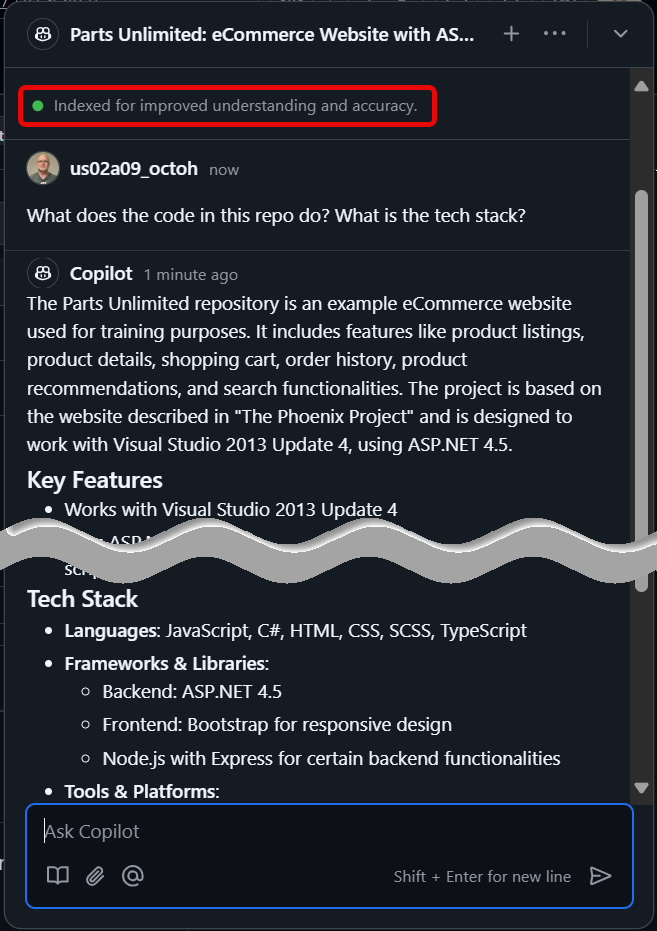 Parts Unlimited: eCommerce Website with AS...
Indexed for improved understanding and accuracy.
us02a09_octoh now
What does the code in this repo do? What is the tech stack?
Copilot 1 minute ago
The Parts Unlimited repository is an example eCommerce website
used for training purposes. It includes features like product listings,
product details, shopping cart, order history, product
recommendations, and search functionalities. The project is based on
the website described in "The Phoenix Project" and is designed to
work with Visual Studio 2013 Update 4, using ASP.NET 4.5.
Key Features
• Works with Visual Studio 2013 Update 4
Tech Stack
• Languages: JavaScript, C#, HTML, CSS, SCSS, TypeScript
• Frameworks & Libraries:
○ Backend: ASP.NET 4.5
○ Frontend: Bootstrap for responsive design
○ Node.js with Express for certain backend functionalities
• Tools & Platforms:
Ask Copilot
Shift + Enter for new line